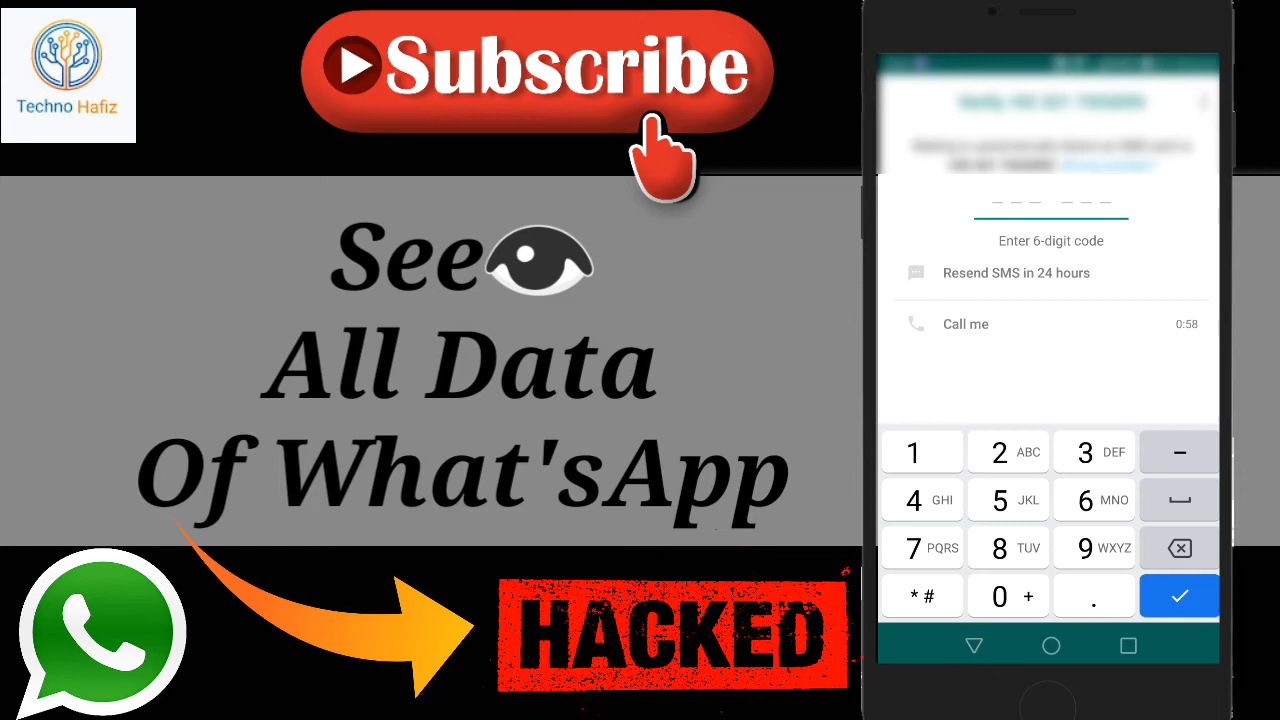 Techno Hafiz
Subscribe
See
All Data
Of What'sApp
HACKED
Enter 6-digit code
Resend SMS in 24 hours
Call me 0:58
1 2 ABC 3 DEF -
4 GHI 5 JKL 6 MNO
7 PQRS 8 TUV 9 WXYZ
*# 0 + .